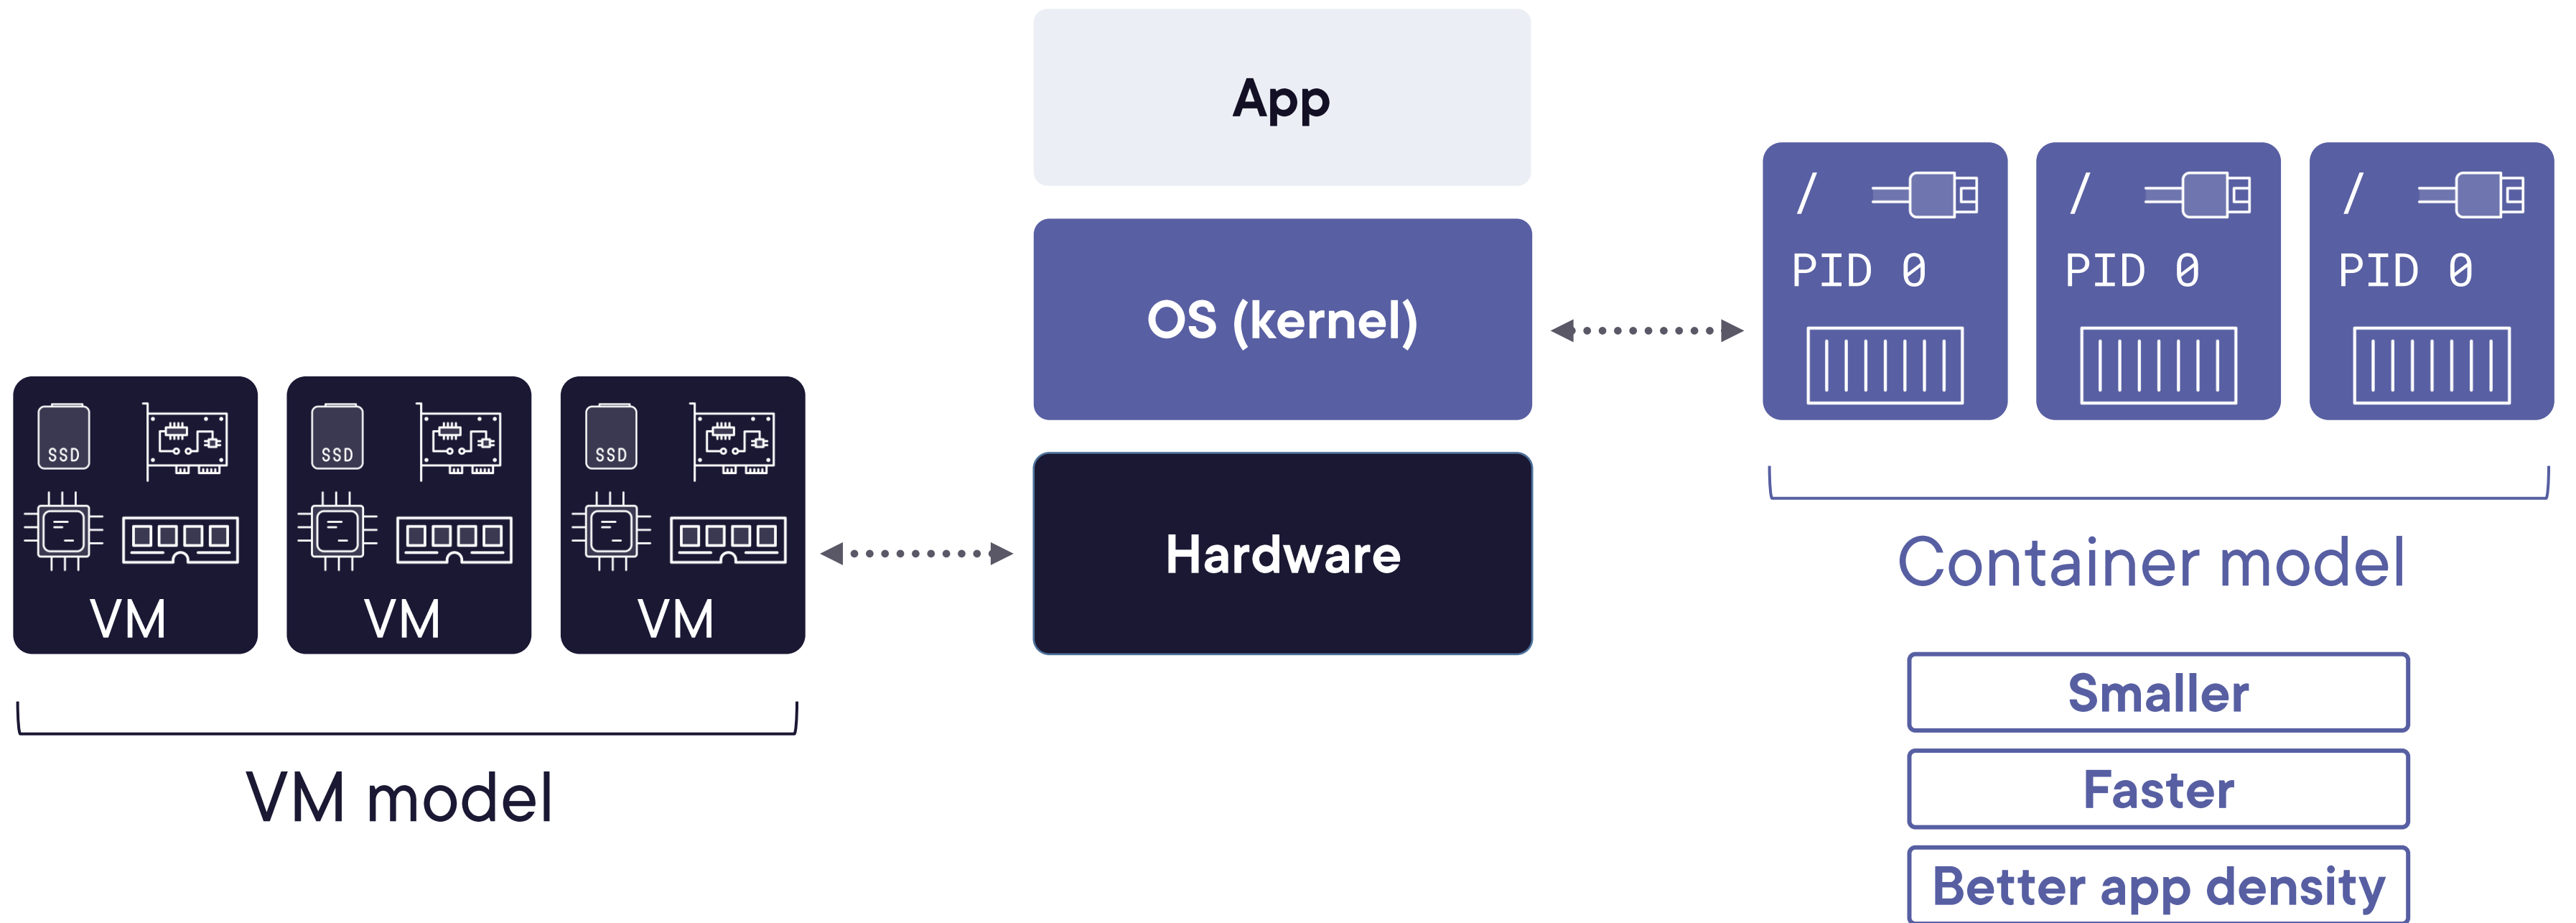 App
OS (kernel)
Hardware
SSD
VM
SSD
VM
SSD
VM
VM model
/
PID 0
/
PID 0
/
PID 0
Container model
Smaller
Faster
Better app density